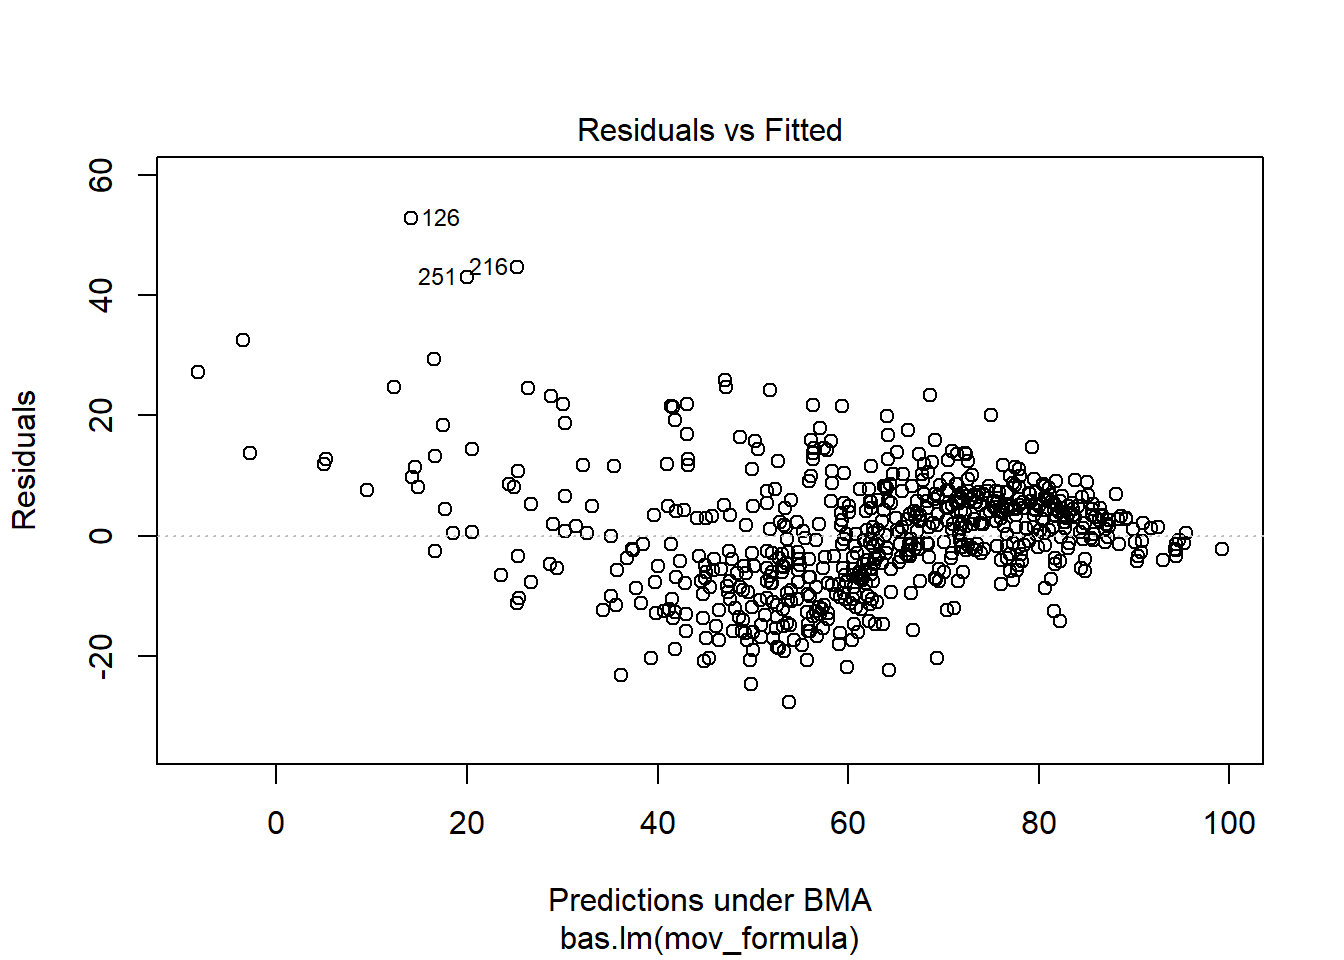 Residuals vs Fitted
60
40
20
0
-20
Residuals
126
216
251
0 20 40 60 80 100
Predictions under BMA
bas.lm(mov_formula)